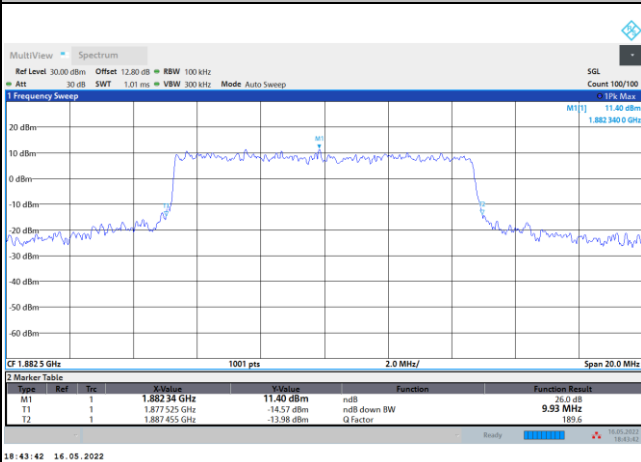 MultiView Spectrum
Ref Level 30.00 dBm Offset 12.80 dB RBW 100 kHz SGL
Att 30 dB SWT 1.01 ms VBW 300 kHz Mode Auto Sweep Count 100/100
1 Frequency Sweep 1Pk Max
M1[1] 11.40 dBm
1.882 340 0 GHz
20 dBm
M1
10 dBm
0 dBm
-10 dBm
T1 T2
-20 dBm
-30 dBm
-40 dBm
-50 dBm
-60 dBm
CF 1.882 5 GHz 1001 pts 2.0 MHz/ Span 20.0 MHz
2 Marker Table
Type Ref Trc X-Value Y-Value Function Function Result
M1 1 1.882 34 GHz 11.40 dBm ndB 26.0 dB
T1 1 1.877 525 GHz -14.57 dBm ndB down BW 9.93 MHz
T2 1 1.887 455 GHz -13.98 dBm Q Factor 189.6
Ready 16.05.2022
18:43:42
18:43:42 16.05.2022